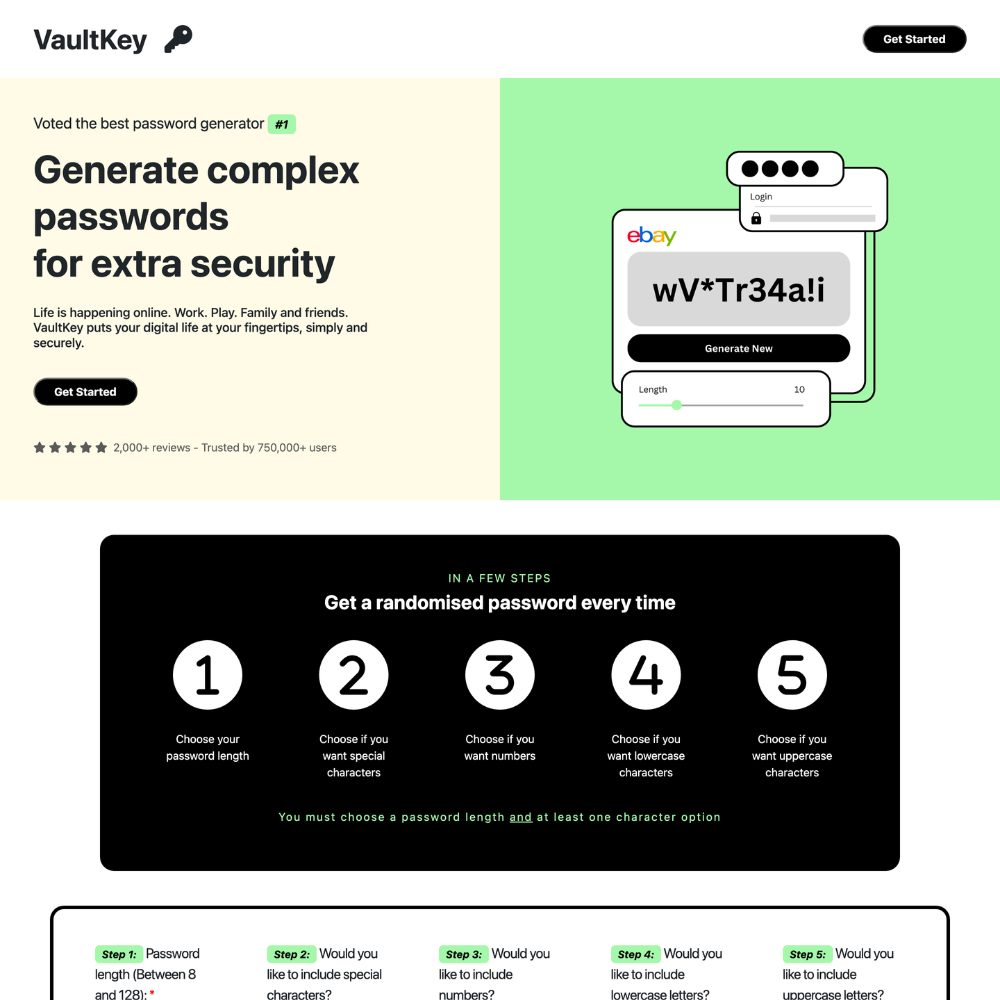 VaultKey
Get Started
Voted the best password generator #1
Generate complex
passwords
for extra security
Life is happening online. Work. Play. Family and friends.
VaultKey puts your digital life at your fingertips, simply and
securely.
Get Started
2,000+ reviews - Trusted by 750,000+ users
Login
ebay
wV*Tr34a!i
Generate New
Length 10
IN A FEW STEPS
Get a randomised password every time
1
2
3
4
5
Choose your
password length
Choose if you
want special
characters
Choose if you
want numbers
Choose if you
want lowercase
characters
Choose if you
want uppercase
characters
You must choose a password length and at least one character option
Step 1: Password
length (Between 8
and 128): *
Step 2: Would you
like to include special
characters?
Step 3: Would you
like to include
numbers?
Step 4: Would you
like to include
lowercase letters?
Step 5: Would you
like to include
uppercase letters?